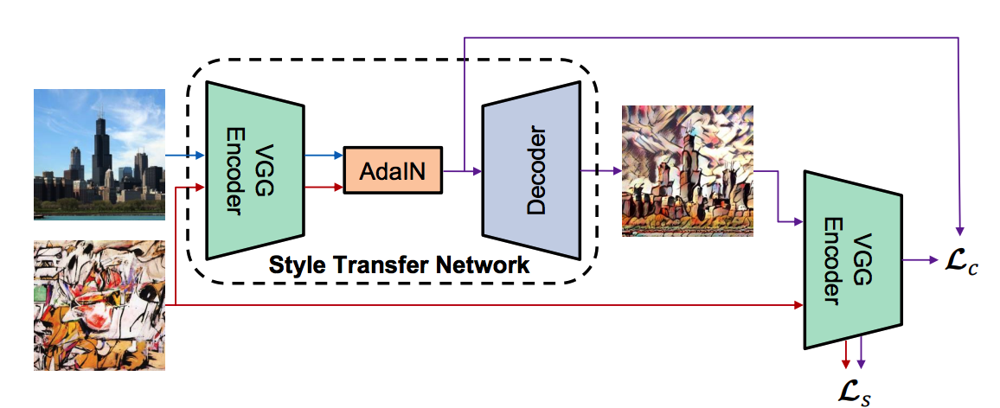 VGG
Encoder
AdaIN
Decoder
Style Transfer Network
VGG
Encoder
ℒc
ℒs